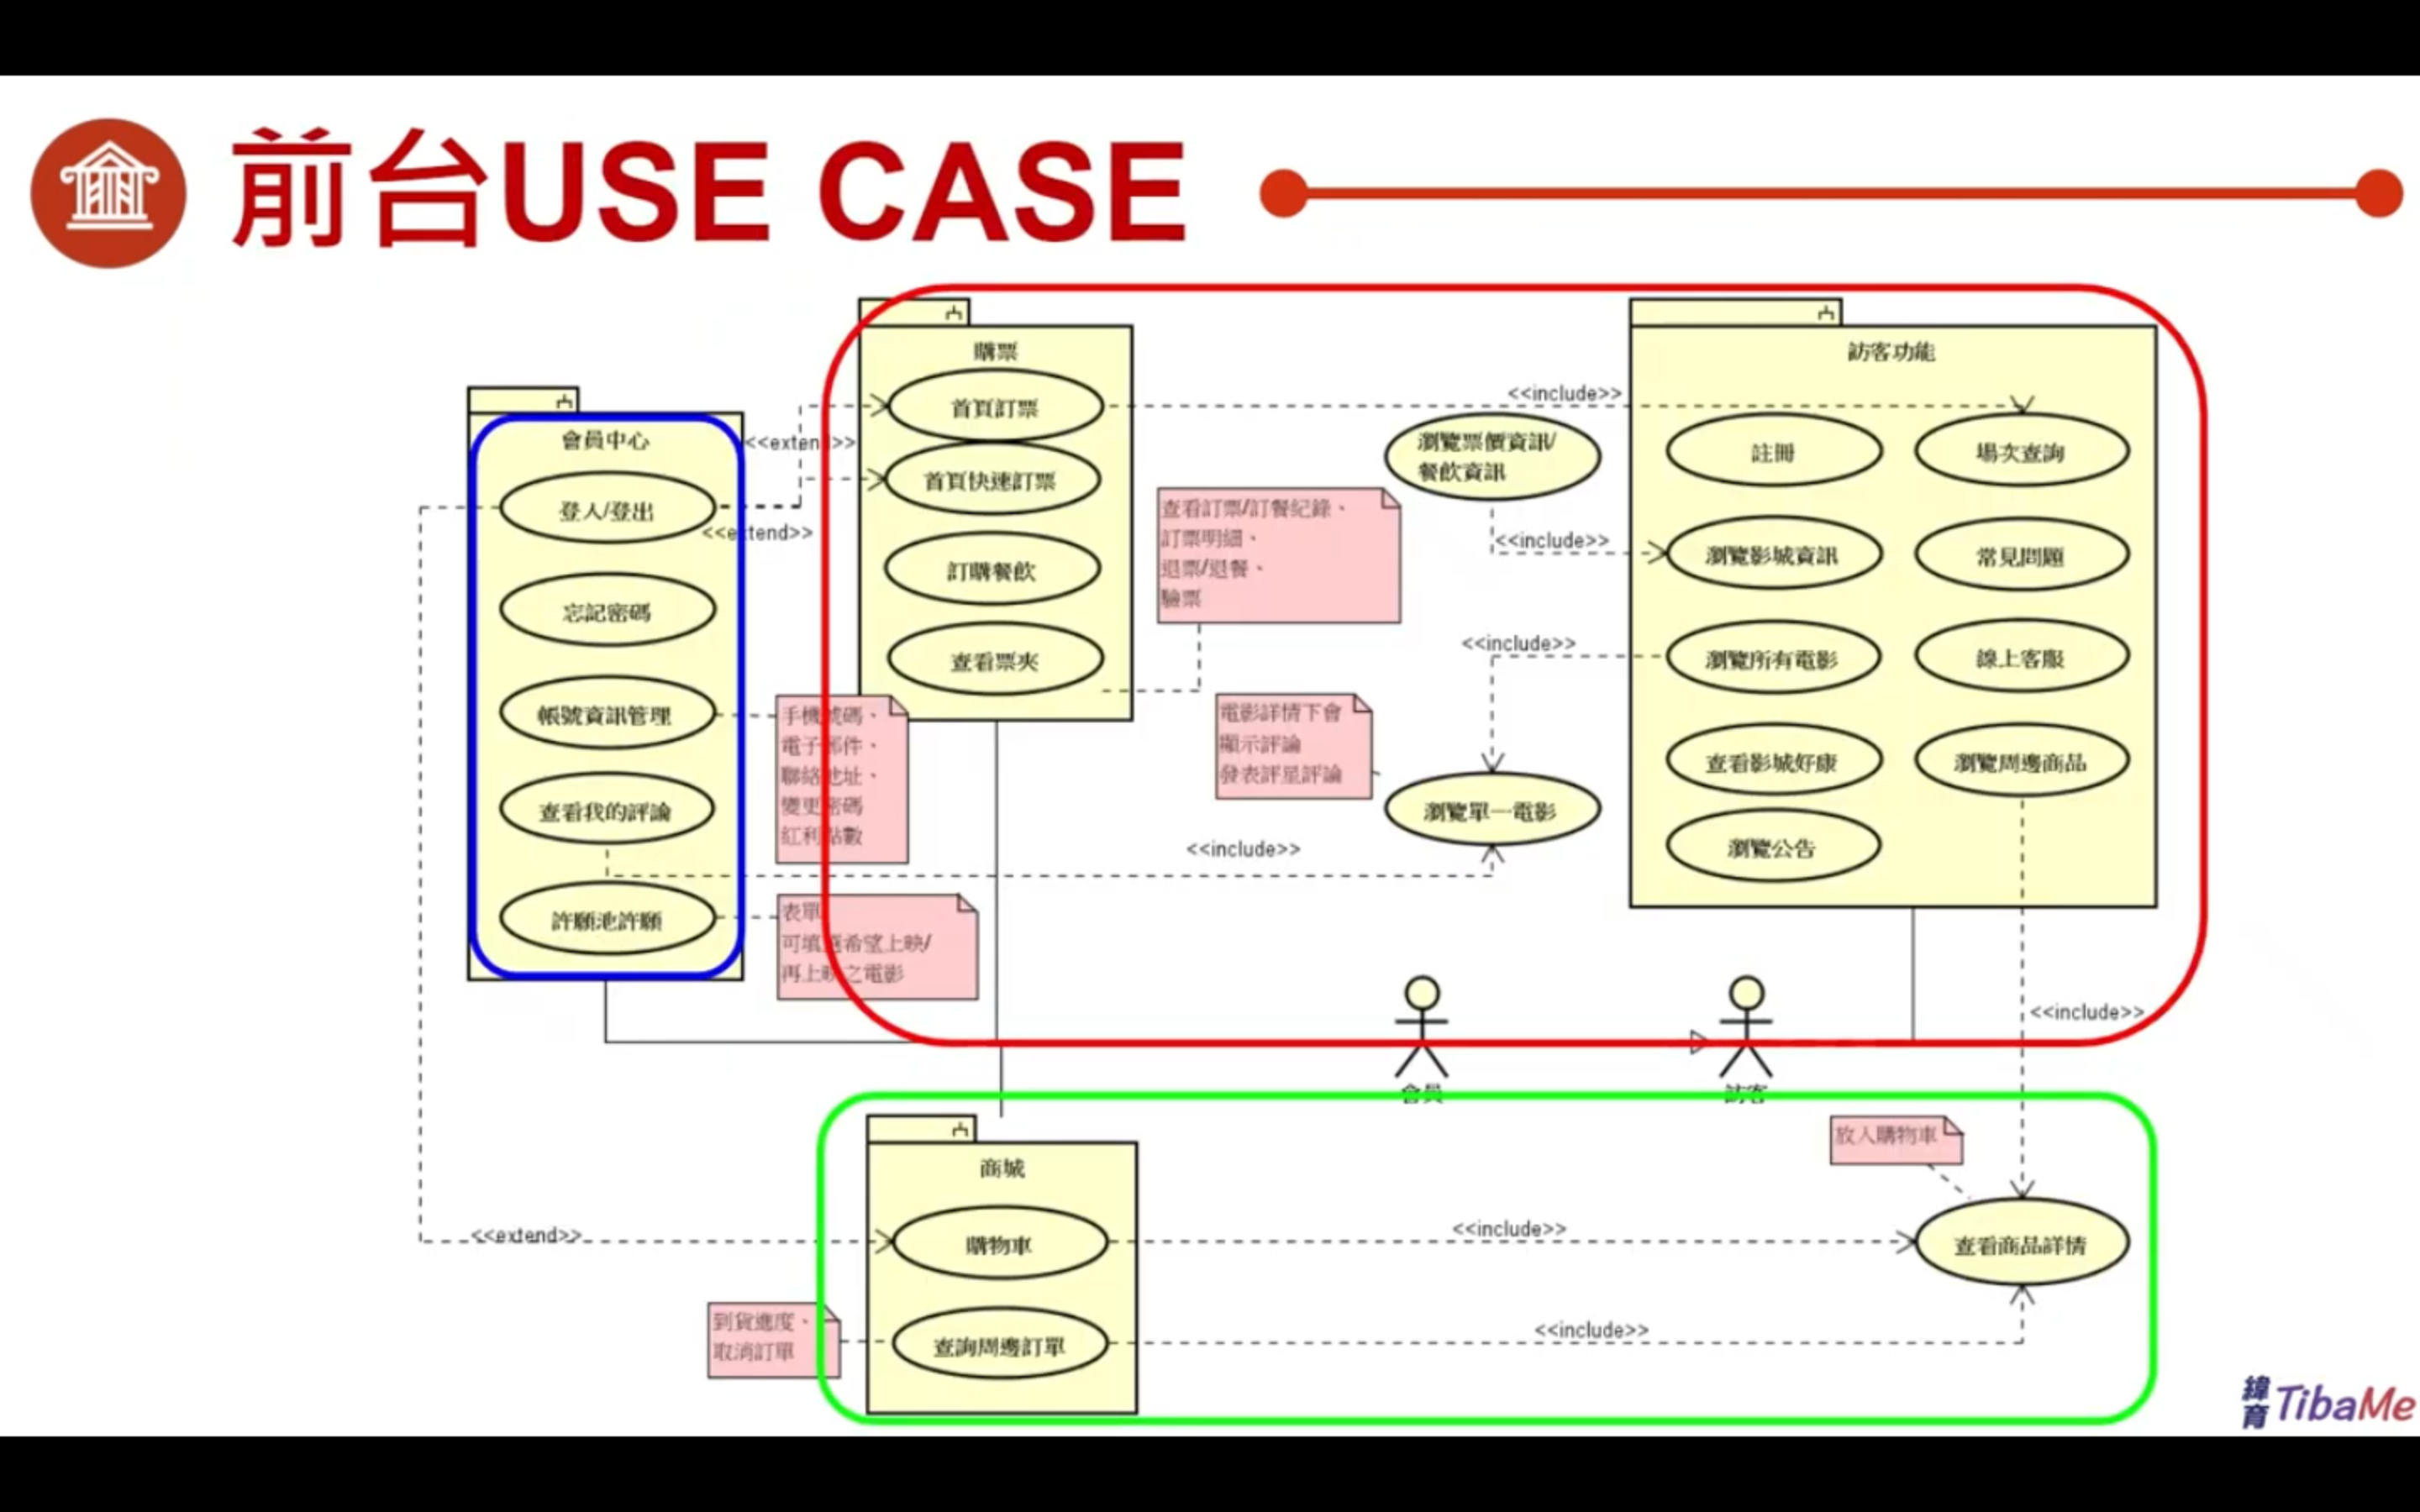 前台USE CASE
會員中心
登入/登出
忘記密碼
帳號資訊管理
查看我的評論
許願池許願
<<extend>>
<<extend>>
購票
首頁訂票
首頁快速訂票
訂購餐飲
查看票夾
手機號碼、
電子郵件、
聯絡地址、
變更密碼
紅利點數
表單
可填選希望上映/
再上映之電影
查看訂票/訂餐紀錄、
訂票明細、
退票/退餐、
驗票
電影詳情下會
顯示評論
發表評星評論
<<include>>
瀏覽票價資訊/
餐飲資訊
<<include>>
<<include>>
瀏覽單一電影
<<include>>
訪客功能
註冊
場次查詢
瀏覽影城資訊
常見問題
瀏覽所有電影
線上客服
查看影城好康
瀏覽周邊商品
瀏覽公告
<<include>>
會員
訪客
商城
購物車
查詢周邊訂單
<<extend>>
到貨進度、
取消訂單
<<include>>
<<include>>
放入購物車
查看商品詳情
緯育TibaMe